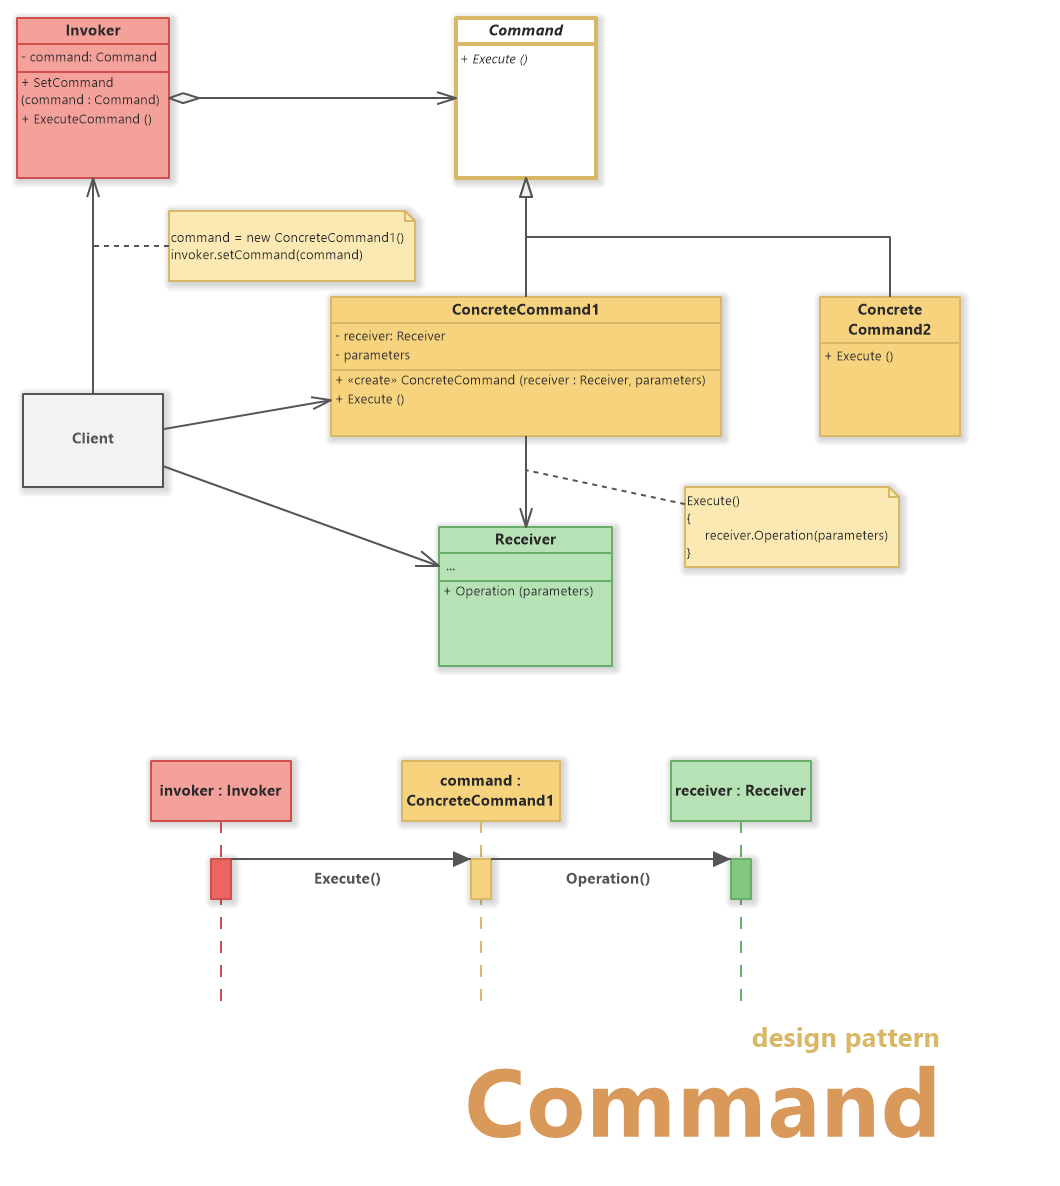 Invoker
- command: Command
+ SetCommand
(command : Command)
+ ExecuteCommand ()
Command
+ Execute ()
command = new ConcreteCommand1()
invoker.setCommand(command)
ConcreteCommand1
- receiver: Receiver
- parameters
+ «create» ConcreteCommand (receiver : Receiver, parameters)
+ Execute ()
Concrete
Command2
+ Execute ()
Client
Execute()
{
receiver.Operation(parameters)
}
Receiver
...
+ Operation (parameters)
invoker : Invoker
command :
ConcreteCommand1
receiver : Receiver
Execute()
Operation()
design pattern
Command